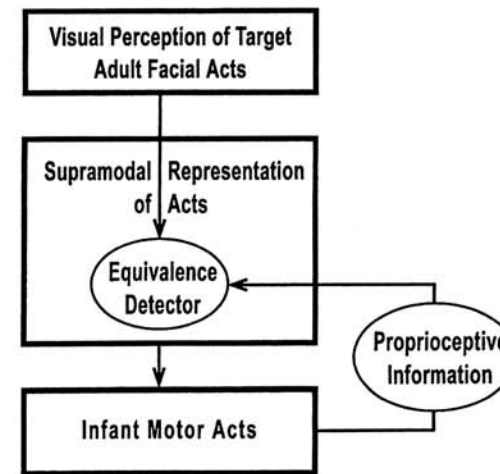 Visual Perception of Target
Adult Facial Acts
Supramodal Representation
of Acts
Equivalence
Detector
Proprioceptive
Information
Infant Motor Acts